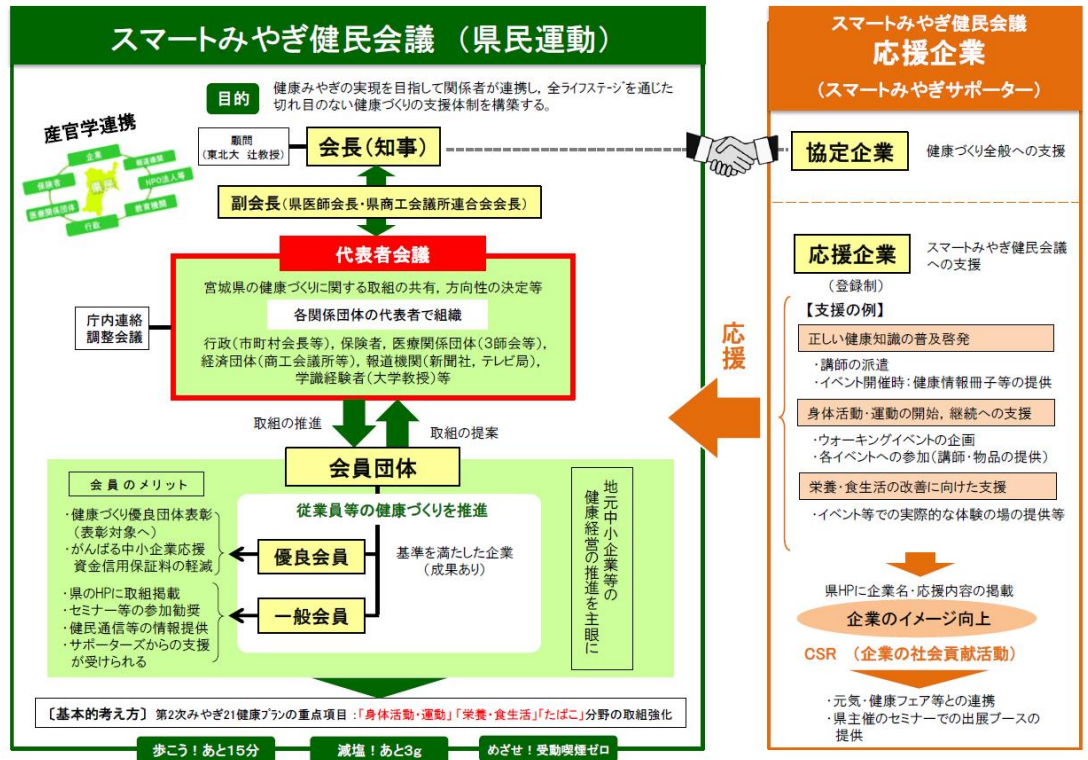 スマートみやぎ健民会議 （県民運動）
目的
健康みやぎの実現を目指して関係者が連携し，全ライフステージを通じた
切れ目のない健康づくりの支援体制を構築する。
産官学連携
企業
報道機関
保険者
県民
NPO法人等
医療関係団体
教育機関
行政
顧問
（東北大 辻教授）
会長（知事）
副会長（県医師会長・県商工会議所連合会会長）
代表者会議
宮城県の健康づくりに関する取組の共有，方向性の決定等
各関係団体の代表者で組織
行政（市町村会長等），保険者，医療関係団体（3師会等），
経済団体（商工会議所等），報道機関（新聞社，テレビ局），
学識経験者（大学教授）等
庁内連絡
調整会議
取組の推進
取組の提案
会員団体
会員のメリット
・健康づくり優良団体表彰
（表彰対象へ）
・がんばる中小企業応援
資金信用保証料の軽減
・県のHPに取組掲載
・セミナー等の参加勧奨
・健民通信等の情報提供
・サポーターズからの支援
が受けられる
従業員等の健康づくりを推進
優良会員
基準を満たした企業
（成果あり）
一般会員
地元中小企業等の
健康経営の推進を主眼に
〔基本的考え方〕 第2次みやぎ21健康プランの重点項目：「身体活動・運動」「栄養・食生活」「たばこ」分野の取組強化
歩こう！あと15分
減塩！あと3g
めざせ！受動喫煙ゼロ
応援
スマートみやぎ健民会議
応援企業
（スマートみやぎサポーター）
協定企業
健康づくり全般への支援
応援企業
（登録制）
スマートみやぎ健民会議
への支援
【支援の例】
正しい健康知識の普及啓発
・講師の派遣
・イベント開催時：健康情報冊子等の提供
身体活動・運動の開始，継続への支援
・ウォーキングイベントの企画
・各イベントへの参加（講師・物品の提供）
栄養・食生活の改善に向けた支援
・イベント等での実際的な体験の場の提供等
県HPに企業名・応援内容の掲載
企業のイメージ向上
CSR （企業の社会貢献活動）
・元気・健康フェア等との連携
・県主催のセミナーでの出展ブースの
提供